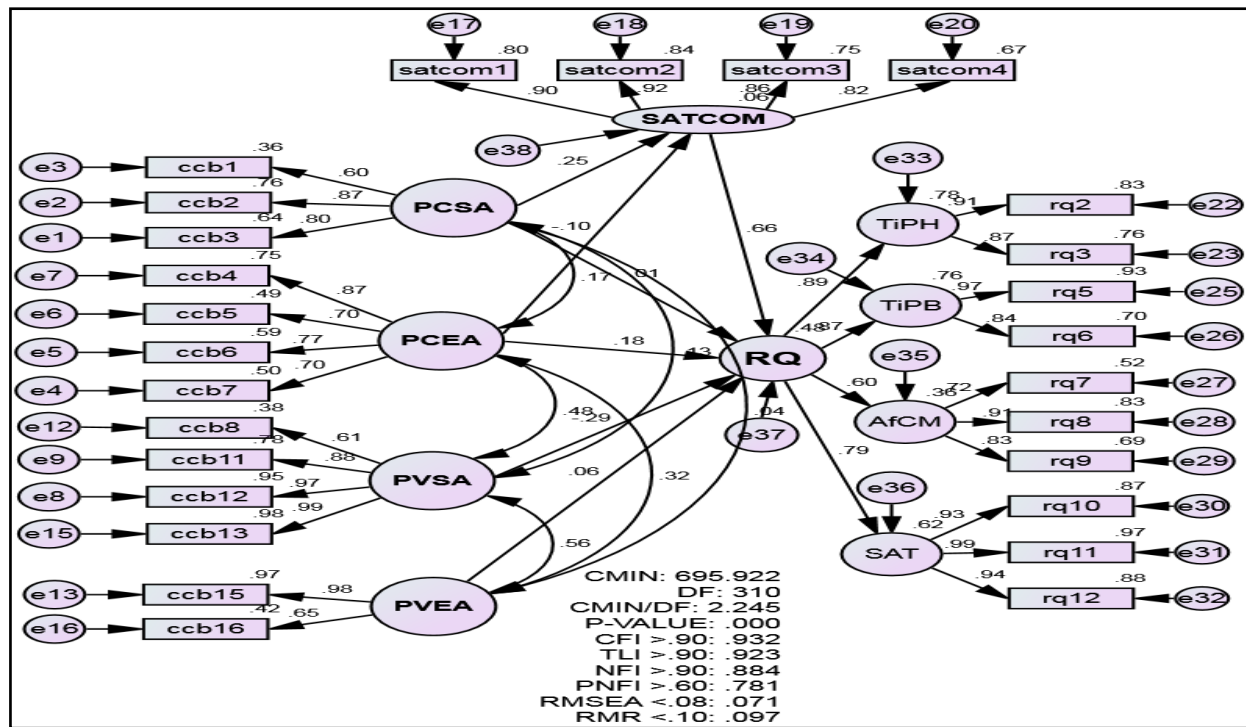 e17 e18 e19 e20
.80 .84 .75 .67
satcom1 satcom2 satcom3 satcom4
.90 .92 .86 .82
.06
SATCOM
e38
.25
e3 ccb1 .36 .60
e2 ccb2 .76 .87
e1 ccb3 .64 .80
PCSA
e7 ccb4 .75 .87
e6 ccb5 .49 .70
e5 ccb6 .59 .77
e4 ccb7 .50 .70
PCEA
e12 ccb8 .38 .61
e9 ccb11 .78 .88
e8 ccb12 .95 .97
e15 ccb13 .98 .99
PVSA
e13 ccb15 .97 .98
e16 ccb16 .42 .65
PVEA
-.10
.17 .01
.66
.18 .13
.48 .29
.06 .32
.56
.04
e37
RQ
.48
.89 .87
.60
.79
e33
.78
TiPH
.91 rq2 .83 e22
.87 rq3 .76 e23
e34
.76
TiPB
.97 rq5 .93 e25
.84 rq6 .70 e26
e35
.36
AfCM
.72 rq7 .52 e27
.91 rq8 .83 e28
.83 rq9 .69 e29
e36
.62
SAT
.93 rq10 .87 e30
.99 rq11 .97 e31
.94 rq12 .88 e32
CMIN: 695.922
DF: 310
CMIN/DF: 2.245
P-VALUE: .000
CFI >.90: .932
TLI >.90: .923
NFI >.90: .884
PNFI >.60: .781
RMSEA <.08: .071
RMR <.10: .097